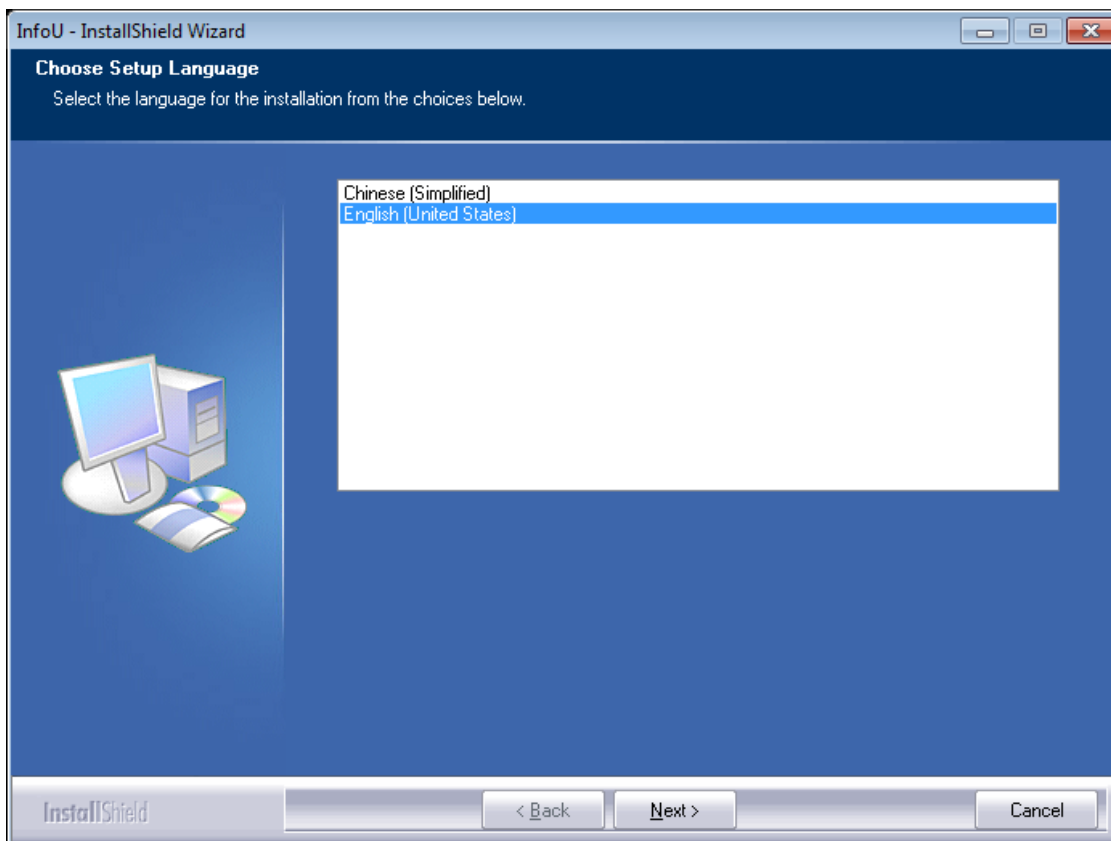 InfoU - InstallShield Wizard
Choose Setup Language
Select the language for the installation from the choices below.
Chinese (Simplified)
English (United States)
InstallShield
< Back
Next >
Cancel